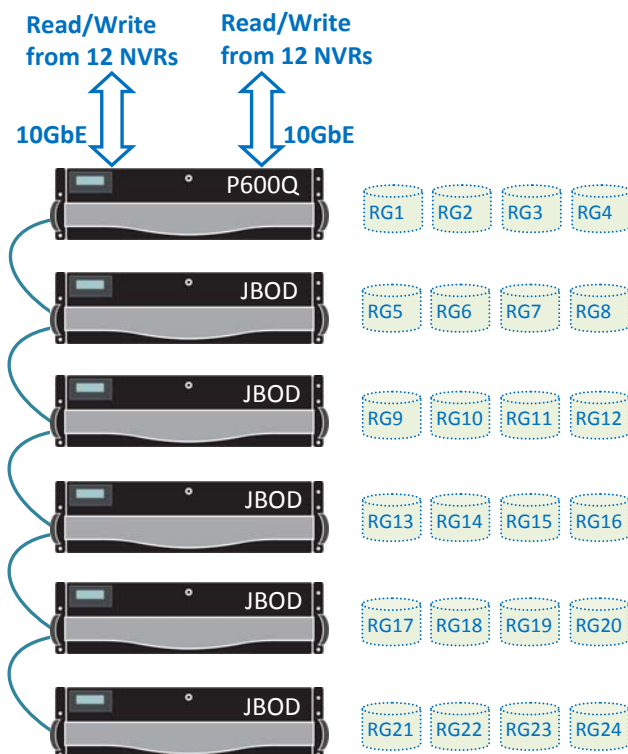 Read/Write
from 12 NVRs
Read/Write
from 12 NVRs
10GbE
10GbE
P600Q
RG1 RG2 RG3 RG4
JBOD
RG5 RG6 RG7 RG8
JBOD
RG9 RG10 RG11 RG12
JBOD
RG13 RG14 RG15 RG16
JBOD
RG17 RG18 RG19 RG20
JBOD
RG21 RG22 RG23 RG24